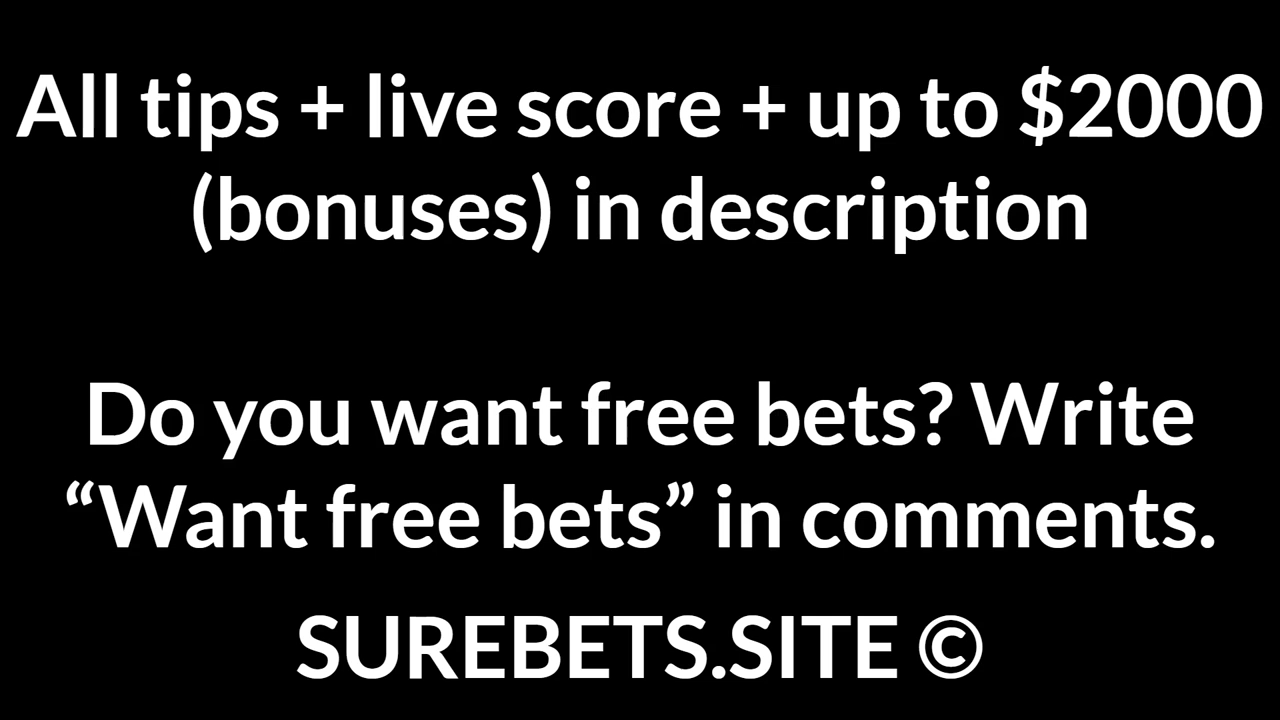 All tips + live score + up to $2000
(bonuses) in description
Do you want free bets? Write
“Want free bets” in comments.
SUREBETS.SITE ©